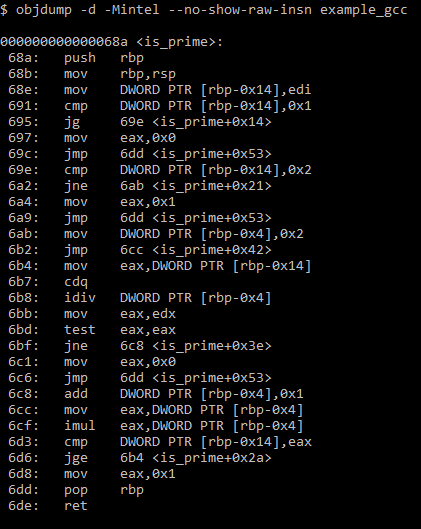 $ objdump -d -Mintel --no-show-raw-insn example_gcc
000000000000068a <is_prime>:
68a: push rbp
68b: mov rbp,rsp
68e: mov DWORD PTR [rbp-0x14],edi
691: cmp DWORD PTR [rbp-0x14],0x1
695: jg 69e <is_prime+0x14>
697: mov eax,0x0
69c: jmp 6dd <is_prime+0x53>
69e: cmp DWORD PTR [rbp-0x14],0x2
6a2: jne 6ab <is_prime+0x21>
6a4: mov eax,0x1
6a9: jmp 6dd <is_prime+0x53>
6ab: mov DWORD PTR [rbp-0x4],0x2
6b2: jmp 6cc <is_prime+0x42>
6b4: mov eax,DWORD PTR [rbp-0x14]
6b7: cdq
6b8: idiv DWORD PTR [rbp-0x4]
6bb: mov eax,edx
6bd: test eax,eax
6bf: jne 6c8 <is_prime+0x3e>
6c1: mov eax,0x0
6c6: jmp 6dd <is_prime+0x53>
6c8: add DWORD PTR [rbp-0x4],0x1
6cc: mov eax,DWORD PTR [rbp-0x4]
6cf: imul eax,DWORD PTR [rbp-0x4]
6d3: cmp DWORD PTR [rbp-0x14],eax
6d6: jge 6b4 <is_prime+0x2a>
6d8: mov eax,0x1
6dd: pop rbp
6de: ret